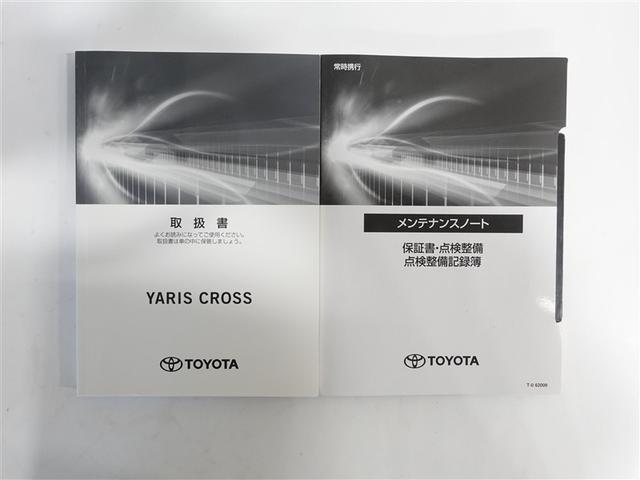 取扱書
よくお読みになってご使用ください。
取扱書は車の中に保管しましょう。
YARIS CROSS
TOYOTA
常時携行
メンテナンスノート
保証書・点検整備
点検整備記録簿
TOYOTA